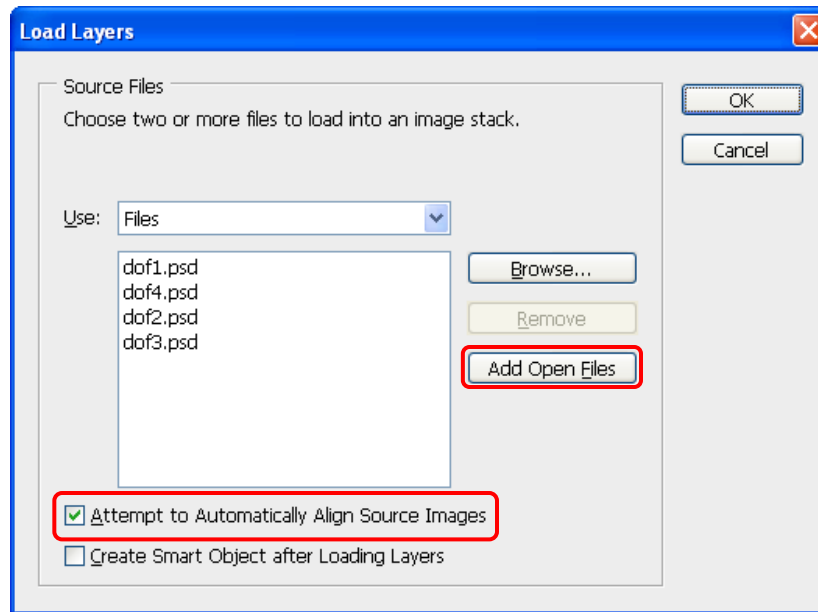 Load Layers
Source Files
Choose two or more files to load into an image stack.
OK
Cancel
Use: Files
dof1.psd
dof4.psd
dof2.psd
dof3.psd
Browse...
Remove
Add Open Files
Attempt to Automatically Align Source Images
Create Smart Object after Loading Layers